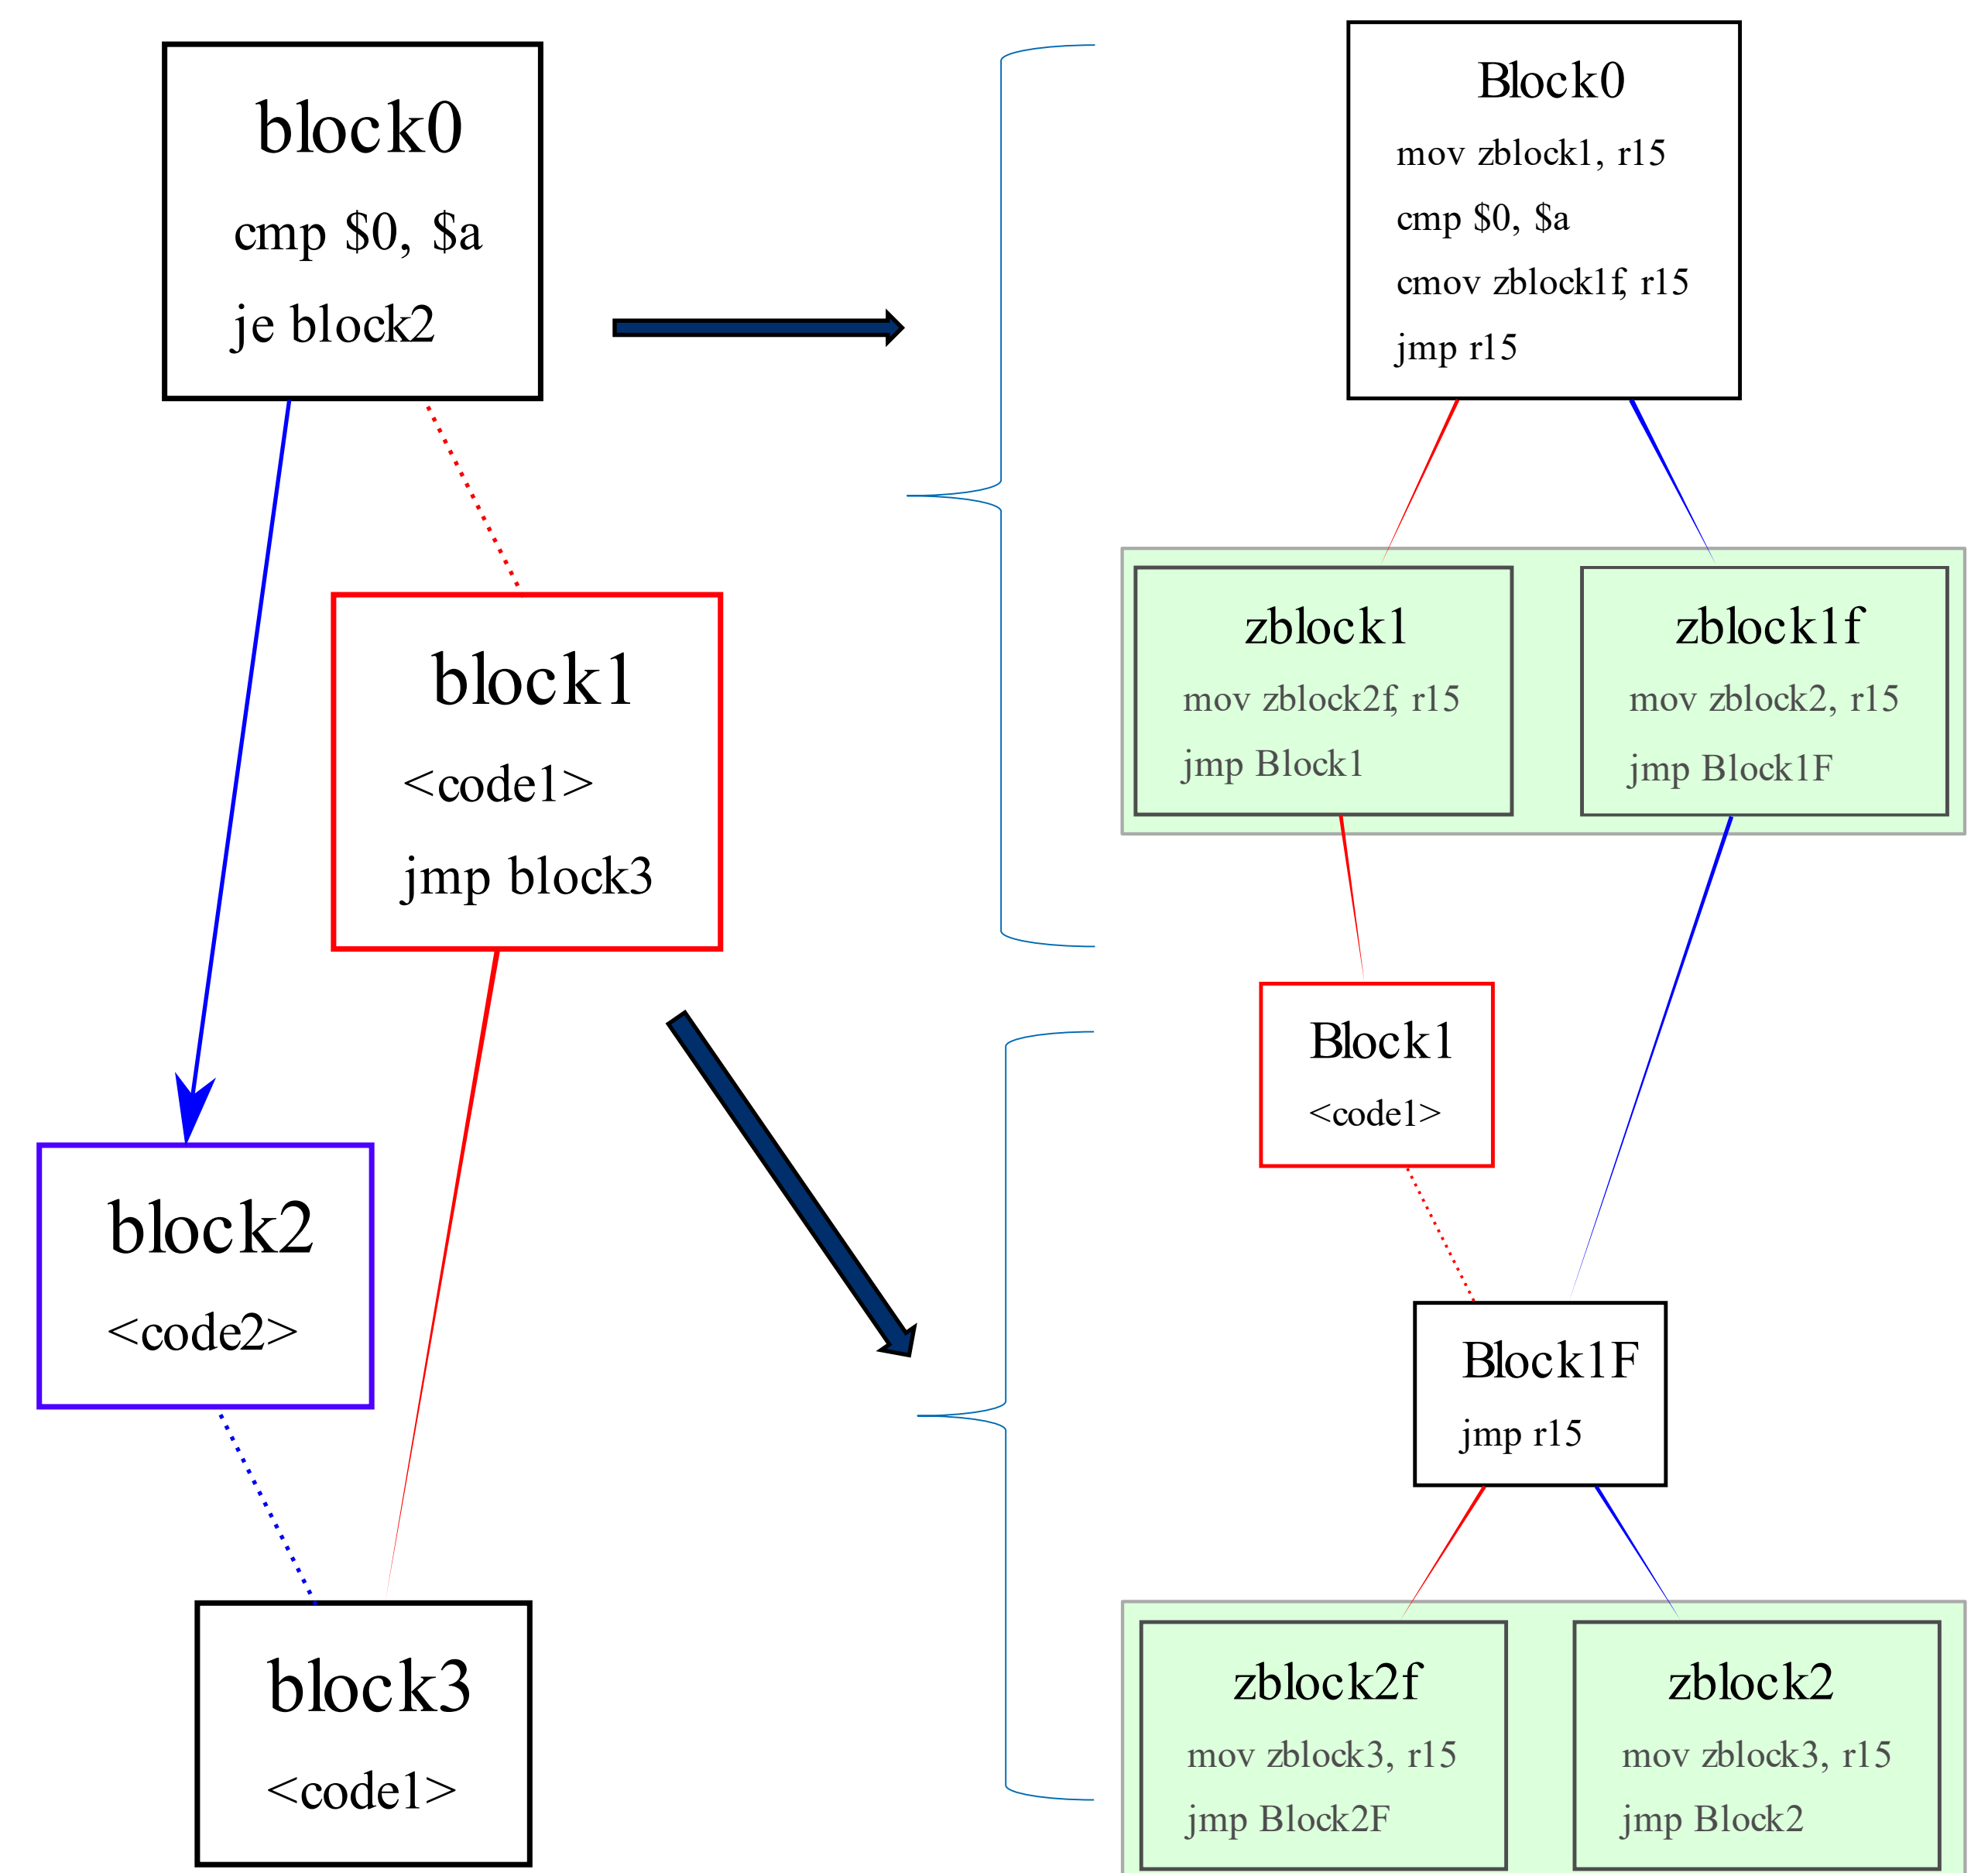 block0
cmp $0, $a
je block2
block1
<code1>
jmp block3
block2
<code2>
block3
<code1>
Block0
mov zblock1, r15
cmp $0, $a
cmov zblock1f, r15
jmp r15
zblock1
mov zblock2f, r15
jmp Block1
zblock1f
mov zblock2, r15
jmp Block1F
Block1
<code1>
Block1F
jmp r15
zblock2f
mov zblock3, r15
jmp Block2F
zblock2
mov zblock3, r15
jmp Block2